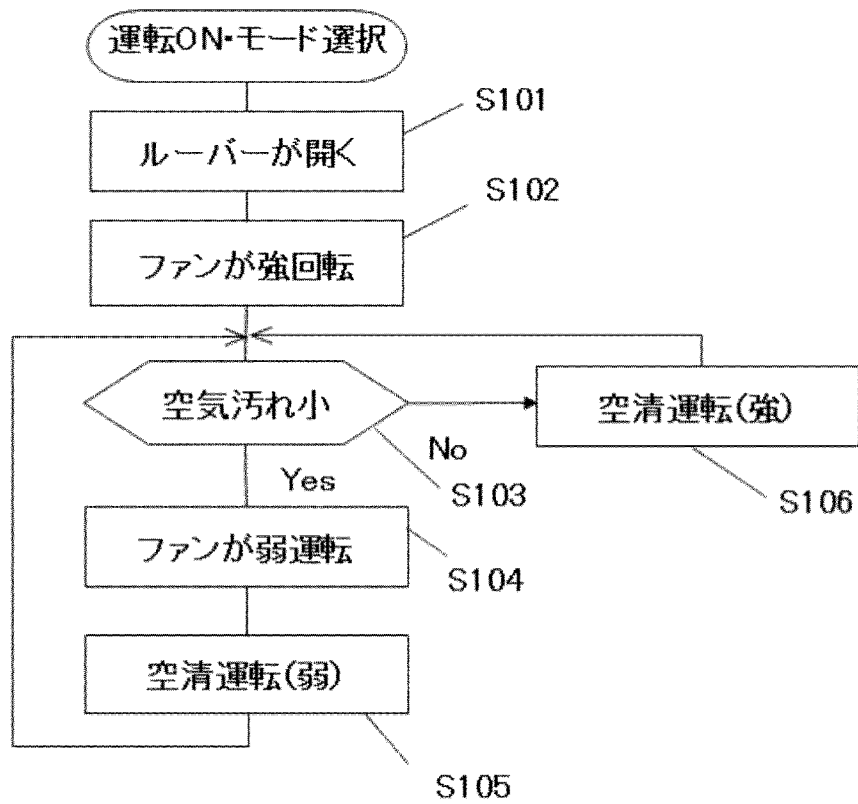 運転ON・モード選択
S101
ルーバーが開く
S102
ファンが強回転
空気汚れ小
空清運転(強)
No
Yes
S103
S106
ファンが弱運転
S104
空清運転(弱)
S105